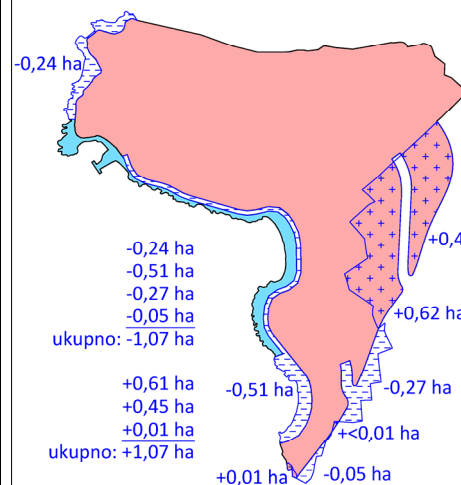 -0,24 ha
+0,4
-0,24 ha
-0,51 ha
-0,27 ha
-0,05 ha
ukupno: -1,07 ha
+0,62 ha
+0,61 ha
+0,45 ha
+0,01 ha
ukupno: +1,07 ha
-0,51 ha
-0,27 ha
+<0,01 ha
+0,01 ha
-0,05 ha